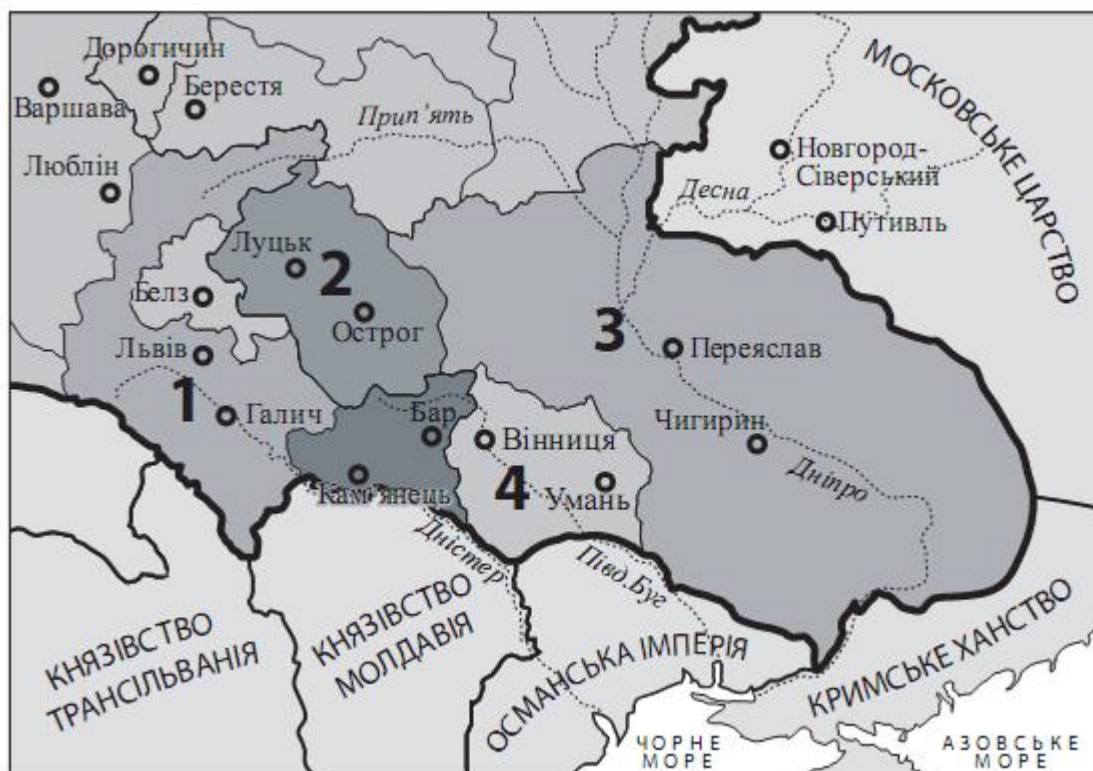 Дорогичин
Варшава
Берестя
Прип’ять
МОСКОВСЬКЕ ЦАРСТВО
Люблін
Новгород-
Сіверський
Десна
Путивль
Луцьк
2
Белз
Острог
3
Львів
Переяслав
1
Галич
Бар
Вінниця
Чигирин
4
Кам’янець
Умань
Дніпро
Дністер
Півд.Буг
КНЯЗІВСТВО
ТРАНСІЛЬВАНІЯ
КНЯЗІВСТВО
МОЛДАВІЯ
ОСМАНСЬКА ІМПЕРІЯ
КРИМСЬКЕ ХАНСТВО
ЧОРНЕ
МОРЕ
АЗОВСЬКЕ
МОРЕ